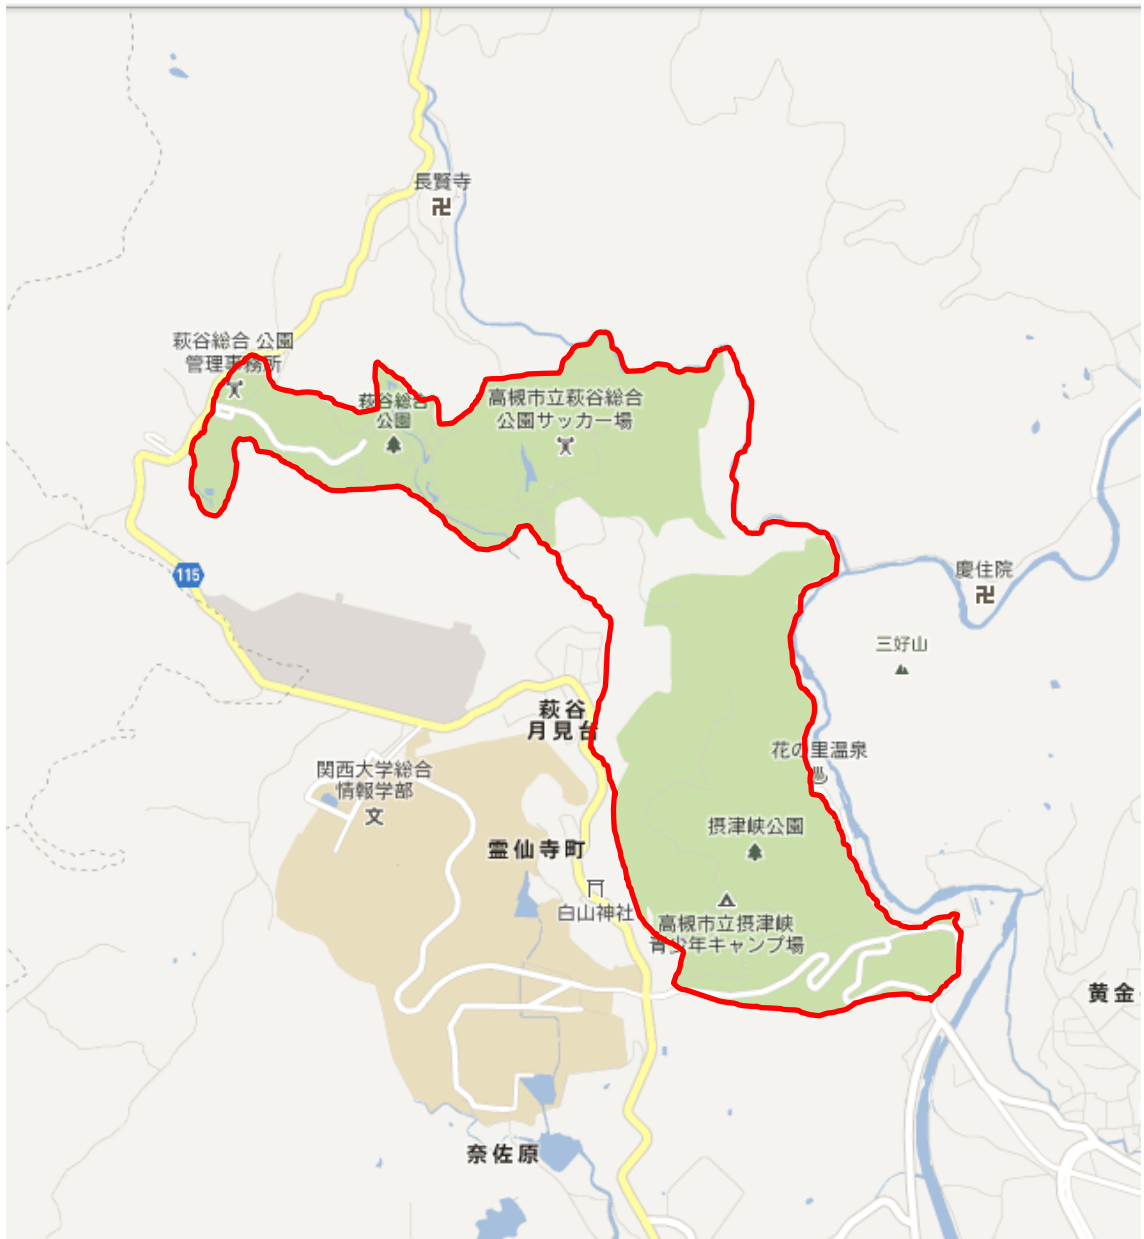 長賢寺
萩谷総合 公園
管理事務所
萩谷総合
公園
高槻市立萩谷総合
公園サッカー場
115
慶住院
三好山
萩谷
月見台
花の里温泉
関西大学総合
情報学部
文
摂津峡公園
霊仙寺町
白山神社
高槻市立摂津峡
青少年キャンプ場
黄金
奈佐原